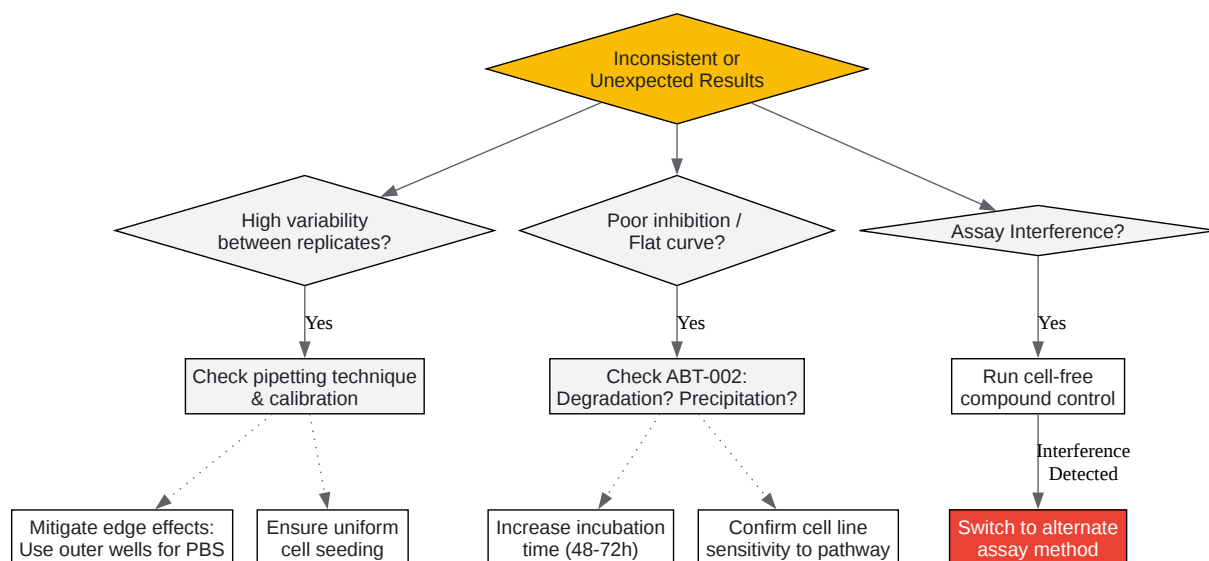 Inconsistent or
Unexpected Results
High variability
between replicates?
Poor inhibition /
Flat curve?
Assay Interference?
Yes
Yes
Yes
Check pipetting technique
& calibration
Check ABT-002:
Degradation? Precipitation?
Run cell-free
compound control
Interference
Detected
Mitigate edge effects:
Use outer wells for PBS
Ensure uniform
cell seeding
Increase incubation
time (48-72h)
Confirm cell line
sensitivity to pathway
Switch to alternate
assay method